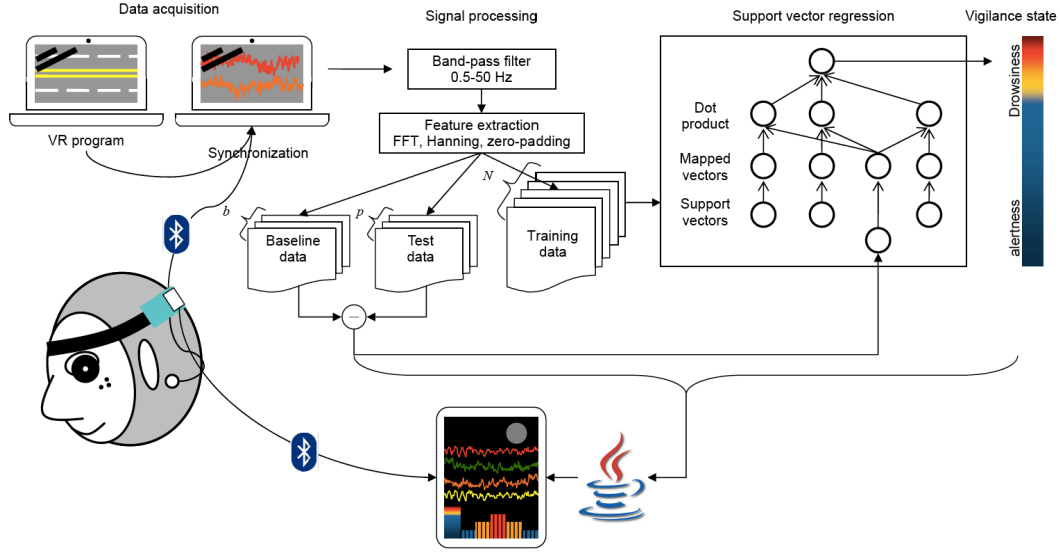 Data acquisition
Signal processing
Support vector regression
Vigilance state
VR program
Synchronization
Band-pass filter
0.5-50 Hz
Feature extraction
FFT, Hanning, zero-padding
N
b
p
Baseline
data
Test
data
Training
data
Dot
product
Mapped
vectors
Support
vectors
Drowsiness
alertness